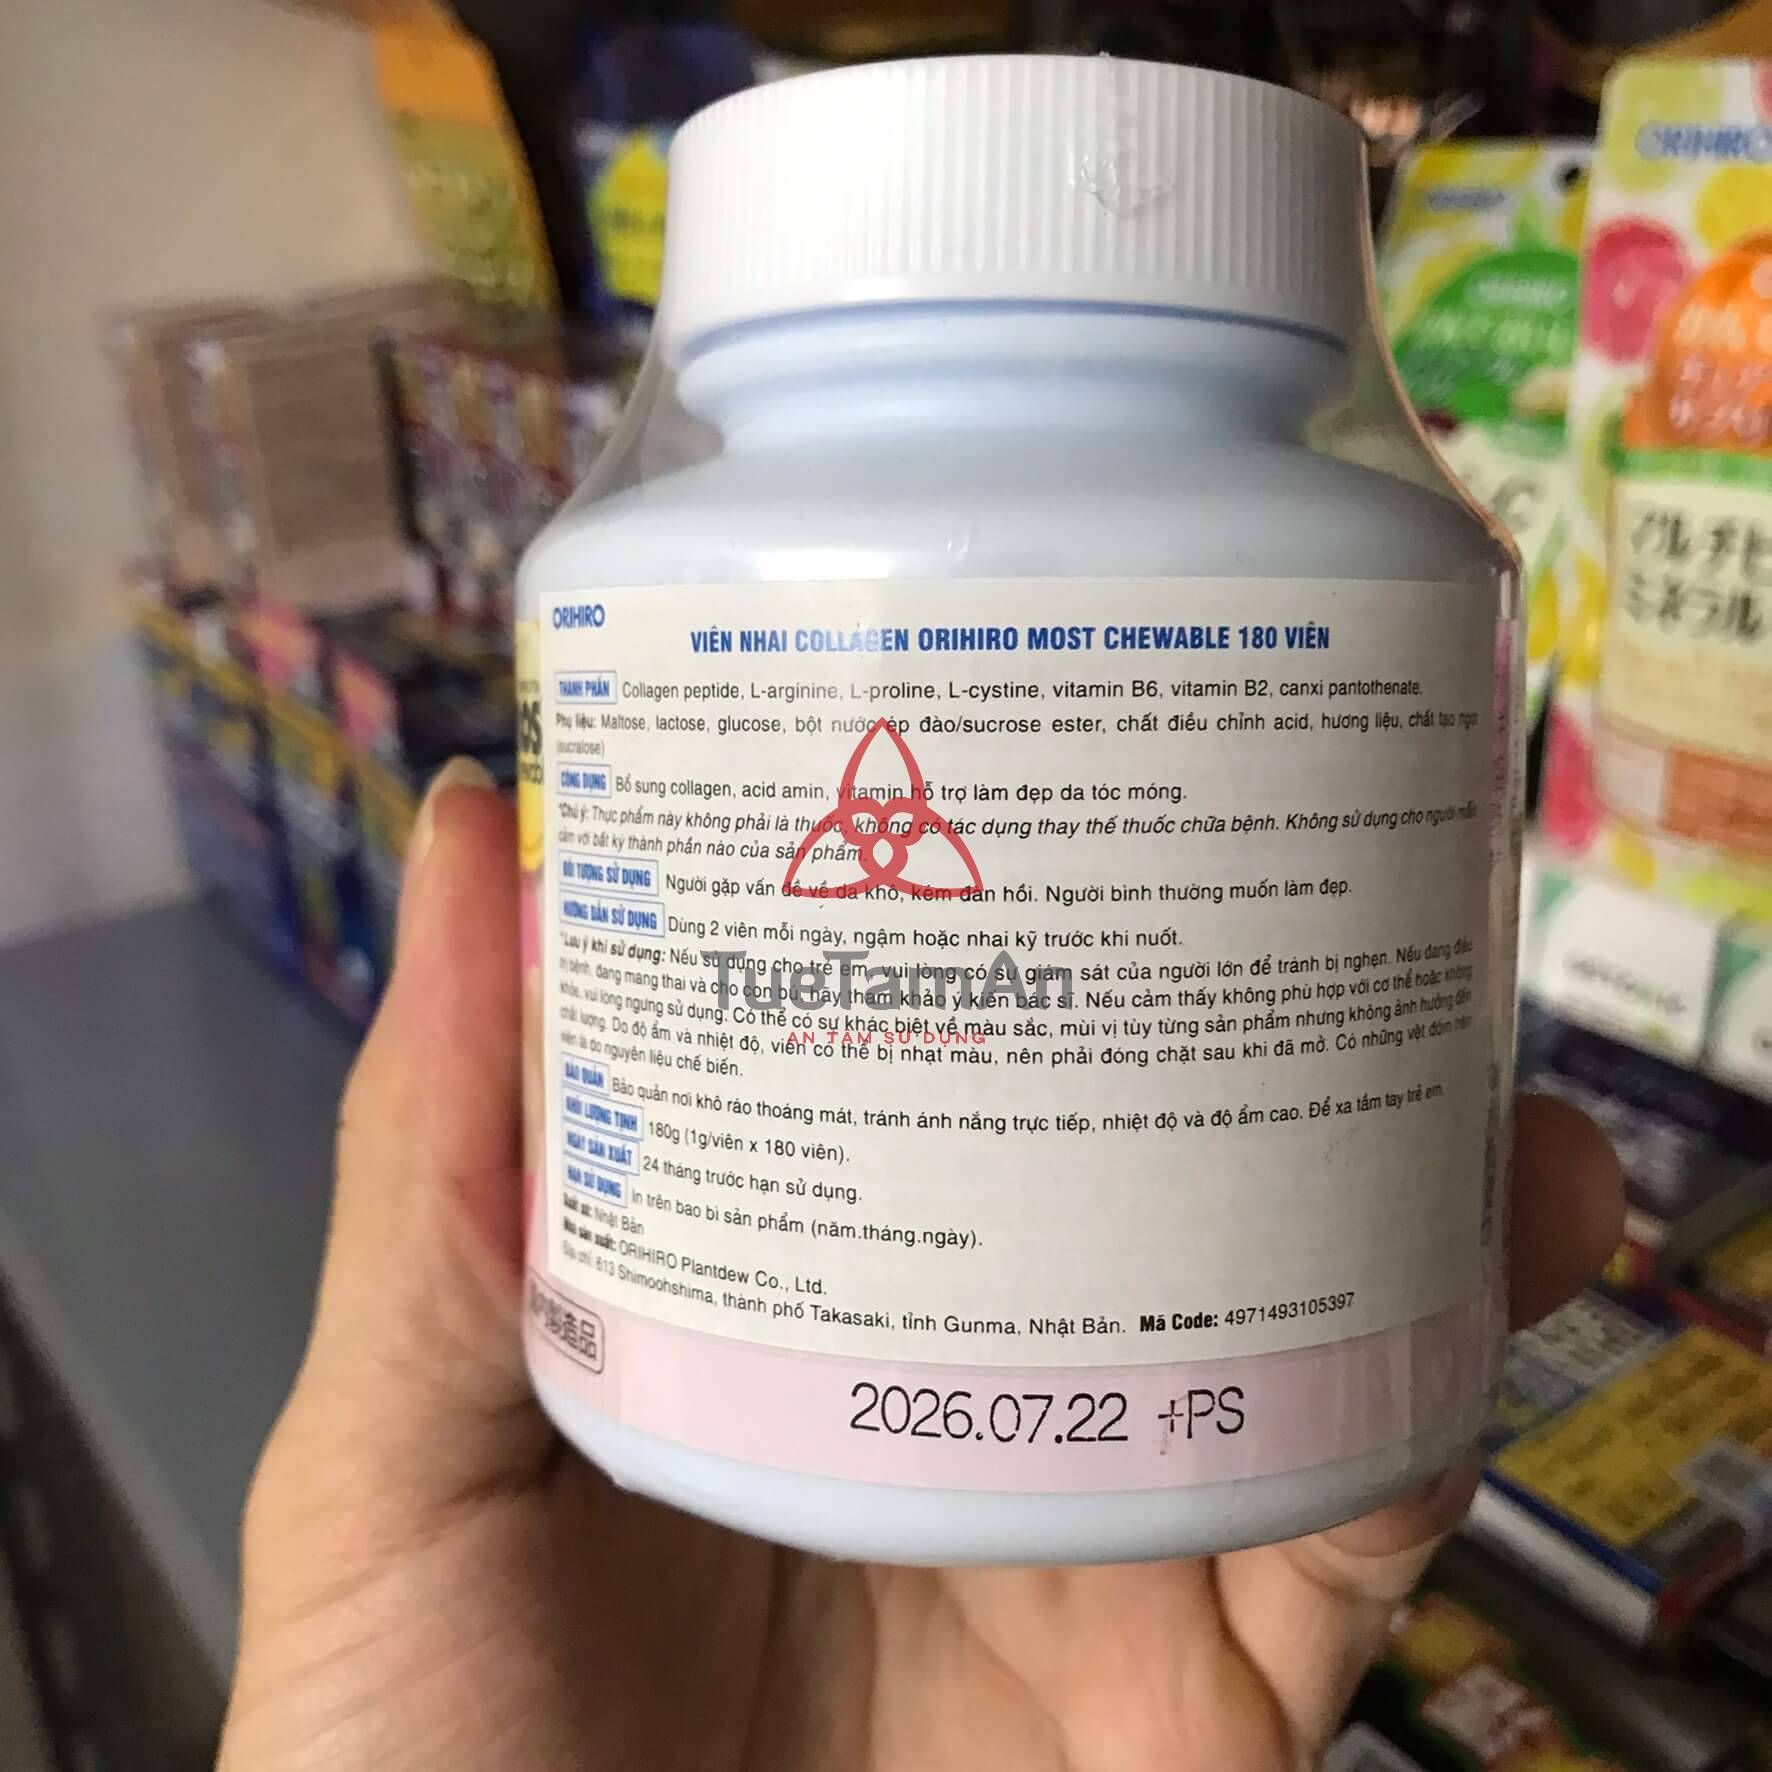 ORIHIRO
VIÊN NHAI COLLAGEN ORIHIRO MOST CHEWABLE 180 VIÊN
THÀNH PHẦN Collagen peptide, L-arginine, L-proline, L-cystine, vitamin B6, vitamin B2, canxi pantothenate.
Phụ liệu: Maltose, lactose, glucose, bột nước ép đào/sucrose ester, chất điều chỉnh acid, hương liệu, chất tạo ngọt
(sucralose)
CÔNG DỤNG Bổ sung collagen, acid amin, vitamin hỗ trợ làm đẹp da tóc móng.
*Chú ý: Thực phẩm này không phải là thuốc, không có tác dụng thay thế thuốc chữa bệnh. Không sử dụng cho người mẫn
cảm với bất kỳ thành phần nào của sản phẩm.
ĐỐI TƯỢNG SỬ DỤNG Người gặp vấn đề về da khô, kém đàn hồi. Người bình thường muốn làm đẹp.
HƯỚNG DẪN SỬ DỤNG Dùng 2 viên mỗi ngày, ngậm hoặc nhai kỹ trước khi nuốt.
*Lưu ý khi sử dụng: Nếu sử dụng cho trẻ em, vui lòng có sự giám sát của người lớn để tránh bị nghẹn. Nếu đang điều
trị bệnh, đang mang thai và cho con bú, hãy tham khảo ý kiến bác sĩ. Nếu cảm thấy không phù hợp với cơ thể hoặc không
khỏe, vui lòng ngưng sử dụng. Có thể có sự khác biệt về màu sắc, mùi vị tùy từng sản phẩm nhưng không ảnh hưởng đến
chất lượng. Do độ ẩm và nhiệt độ, viên có thể bị nhạt màu, nên phải đóng chặt sau khi đã mở. Có những vệt đốm trên
viên là do nguyên liệu chế biến.
BẢO QUẢN Bảo quản nơi khô ráo thoáng mát, tránh ánh nắng trực tiếp, nhiệt độ và độ ẩm cao. Để xa tầm tay trẻ em.
KHỐI LƯỢNG TỊNH 180g (1g/viên x 180 viên).
NGÀY SẢN XUẤT 24 tháng trước hạn sử dụng.
HẠN SỬ DỤNG In trên bao bì sản phẩm (năm.tháng.ngày).
Xuất xứ: Nhật Bản
Nhà sản xuất: ORIHIRO Plantdew Co., Ltd.
Địa chỉ: 613 Shimoohshima, thành phố Takasaki, tỉnh Gunma, Nhật Bản. Mã Code: 4971493105397
2026.07.22 +PS
TueTamAn
AN TÂM SỬ DỤNG
ORIHIRO
マルチビ
ミネラル